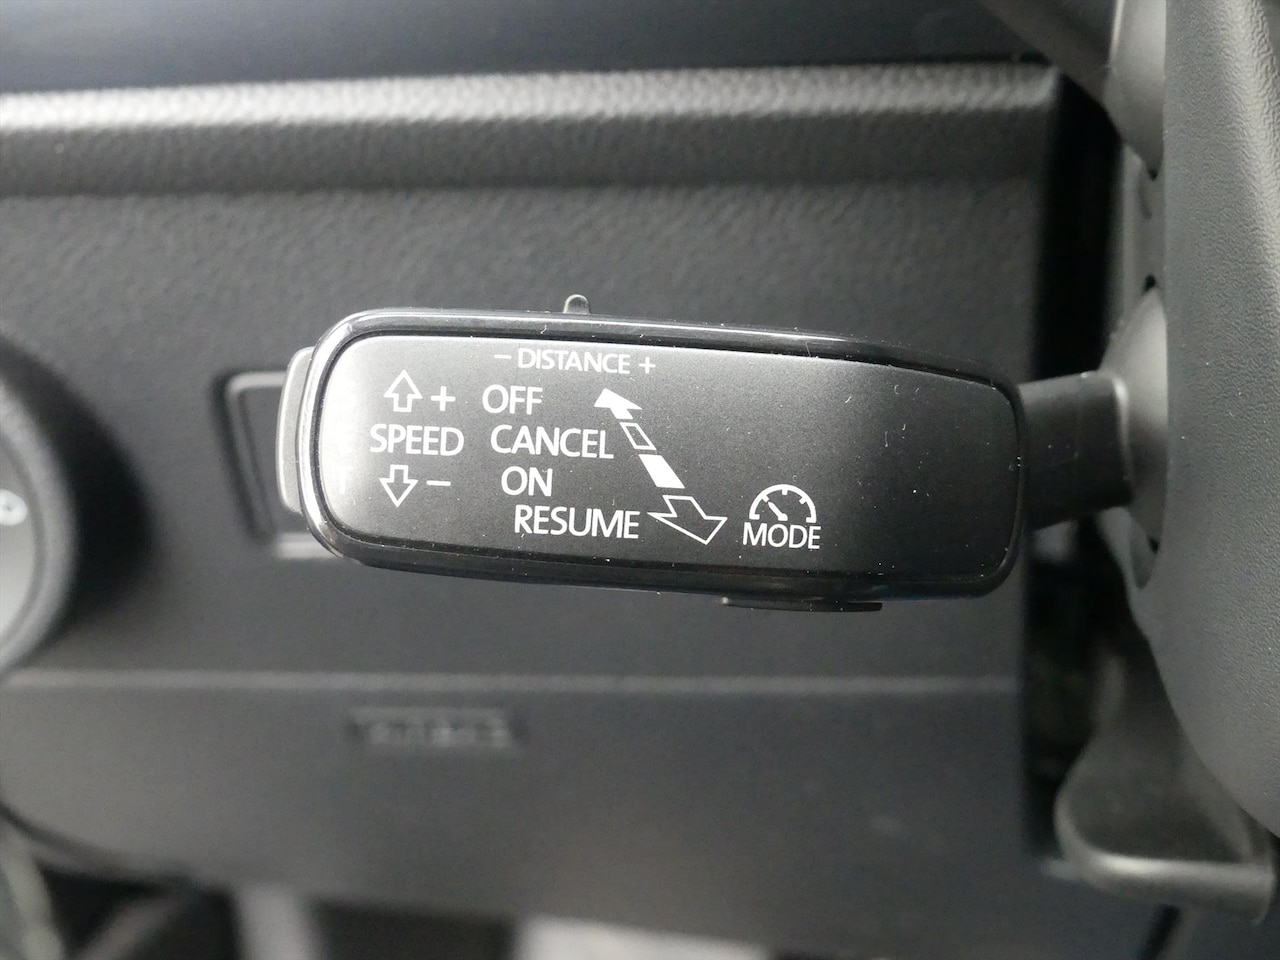 − DISTANCE +
+ OFF
SPEED CANCEL
− ON
RESUME
MODE